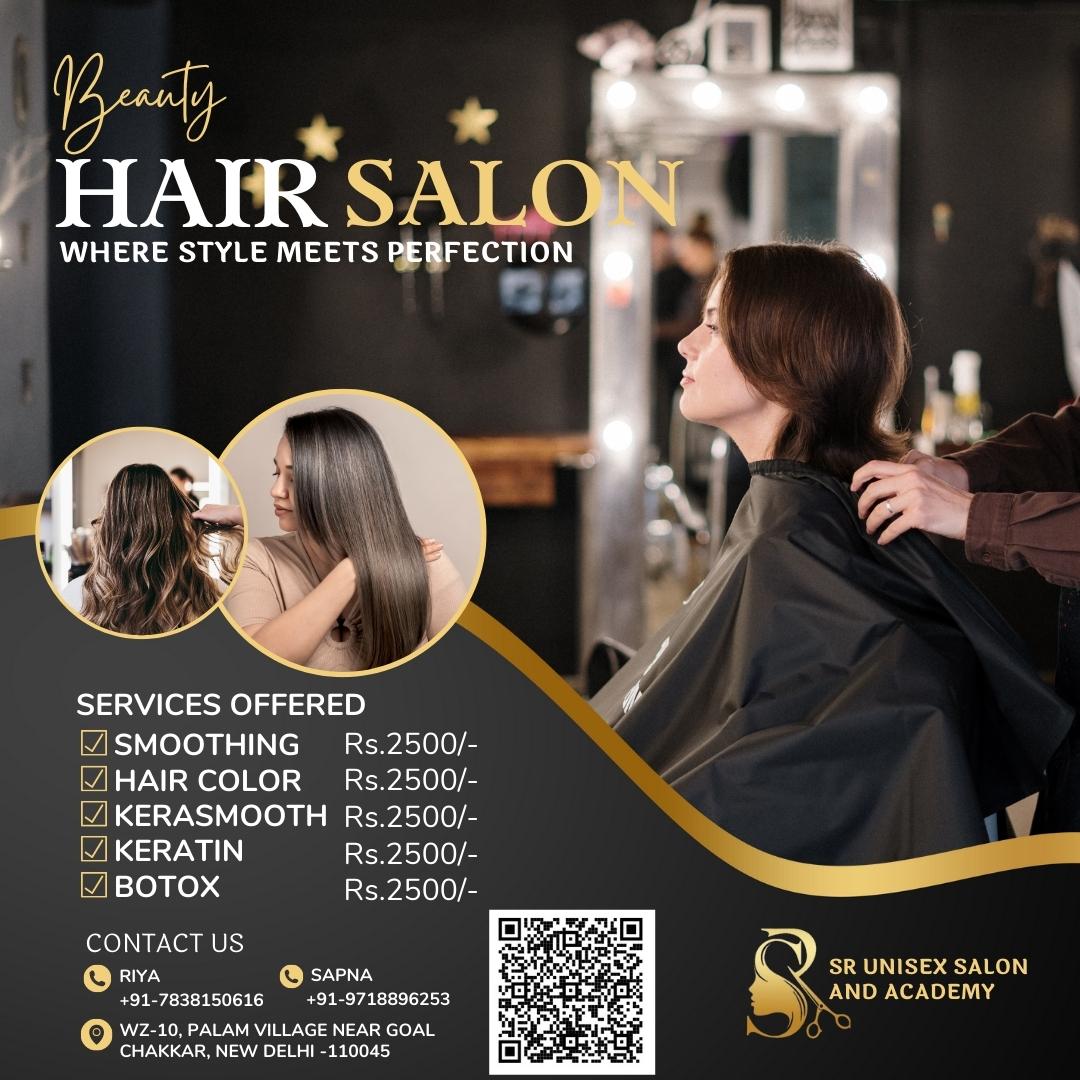 Beauty
HAIR SALON
WHERE STYLE MEETS PERFECTION
SERVICES OFFERED
SMOOTHING Rs.2500/-
HAIR COLOR Rs.2500/-
KERASMOOTH Rs.2500/-
KERATIN Rs.2500/-
BOTOX Rs.2500/-
CONTACT US
RIYA SAPNA
+91-7838150616 +91-9718896253
WZ-10, PALAM VILLAGE NEAR GOAL
CHAKKAR, NEW DELHI -110045
SR UNISEX SALON
AND ACADEMY